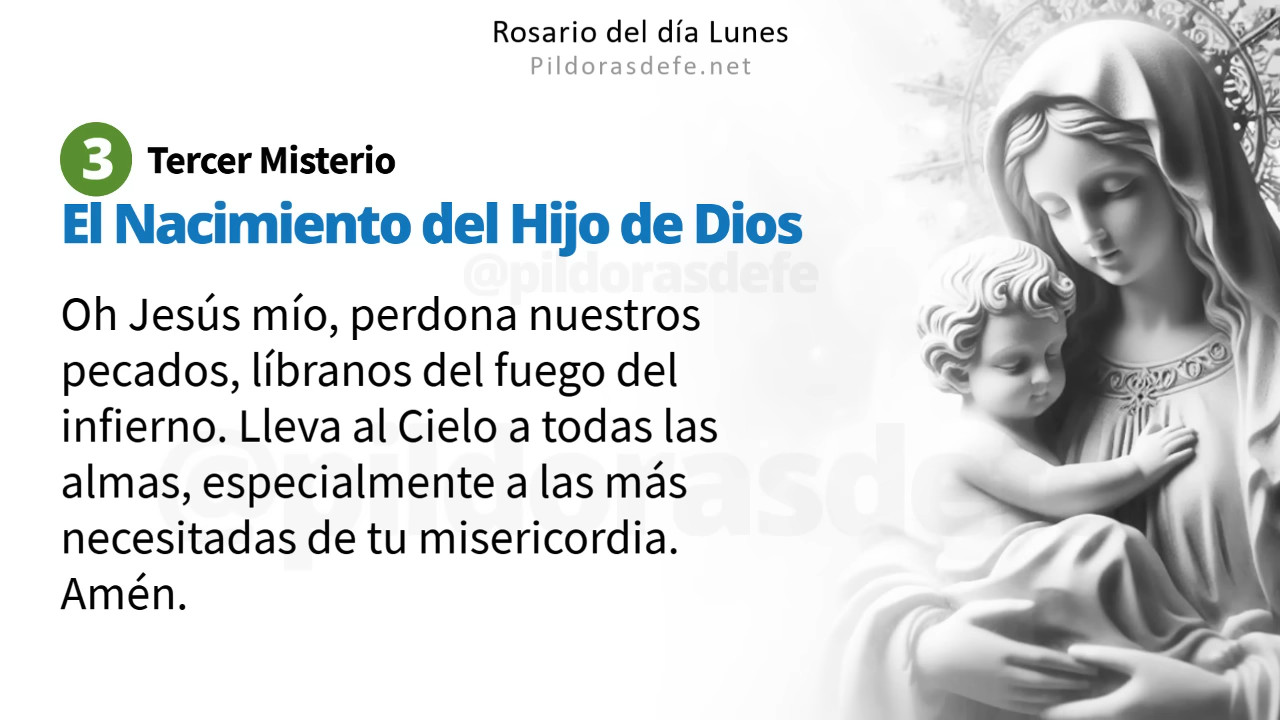 Rosario del día Lunes
Pildorasdefe.net
3 Tercer Misterio
El Nacimiento del Hijo de Dios
@pildorasdefe
Oh Jesús mío, perdona nuestros
pecados, líbranos del fuego del
infierno. Lleva al Cielo a todas las
almas, especialmente a las más
necesitadas de tu misericordia.
Amén.
@pildorasdefe